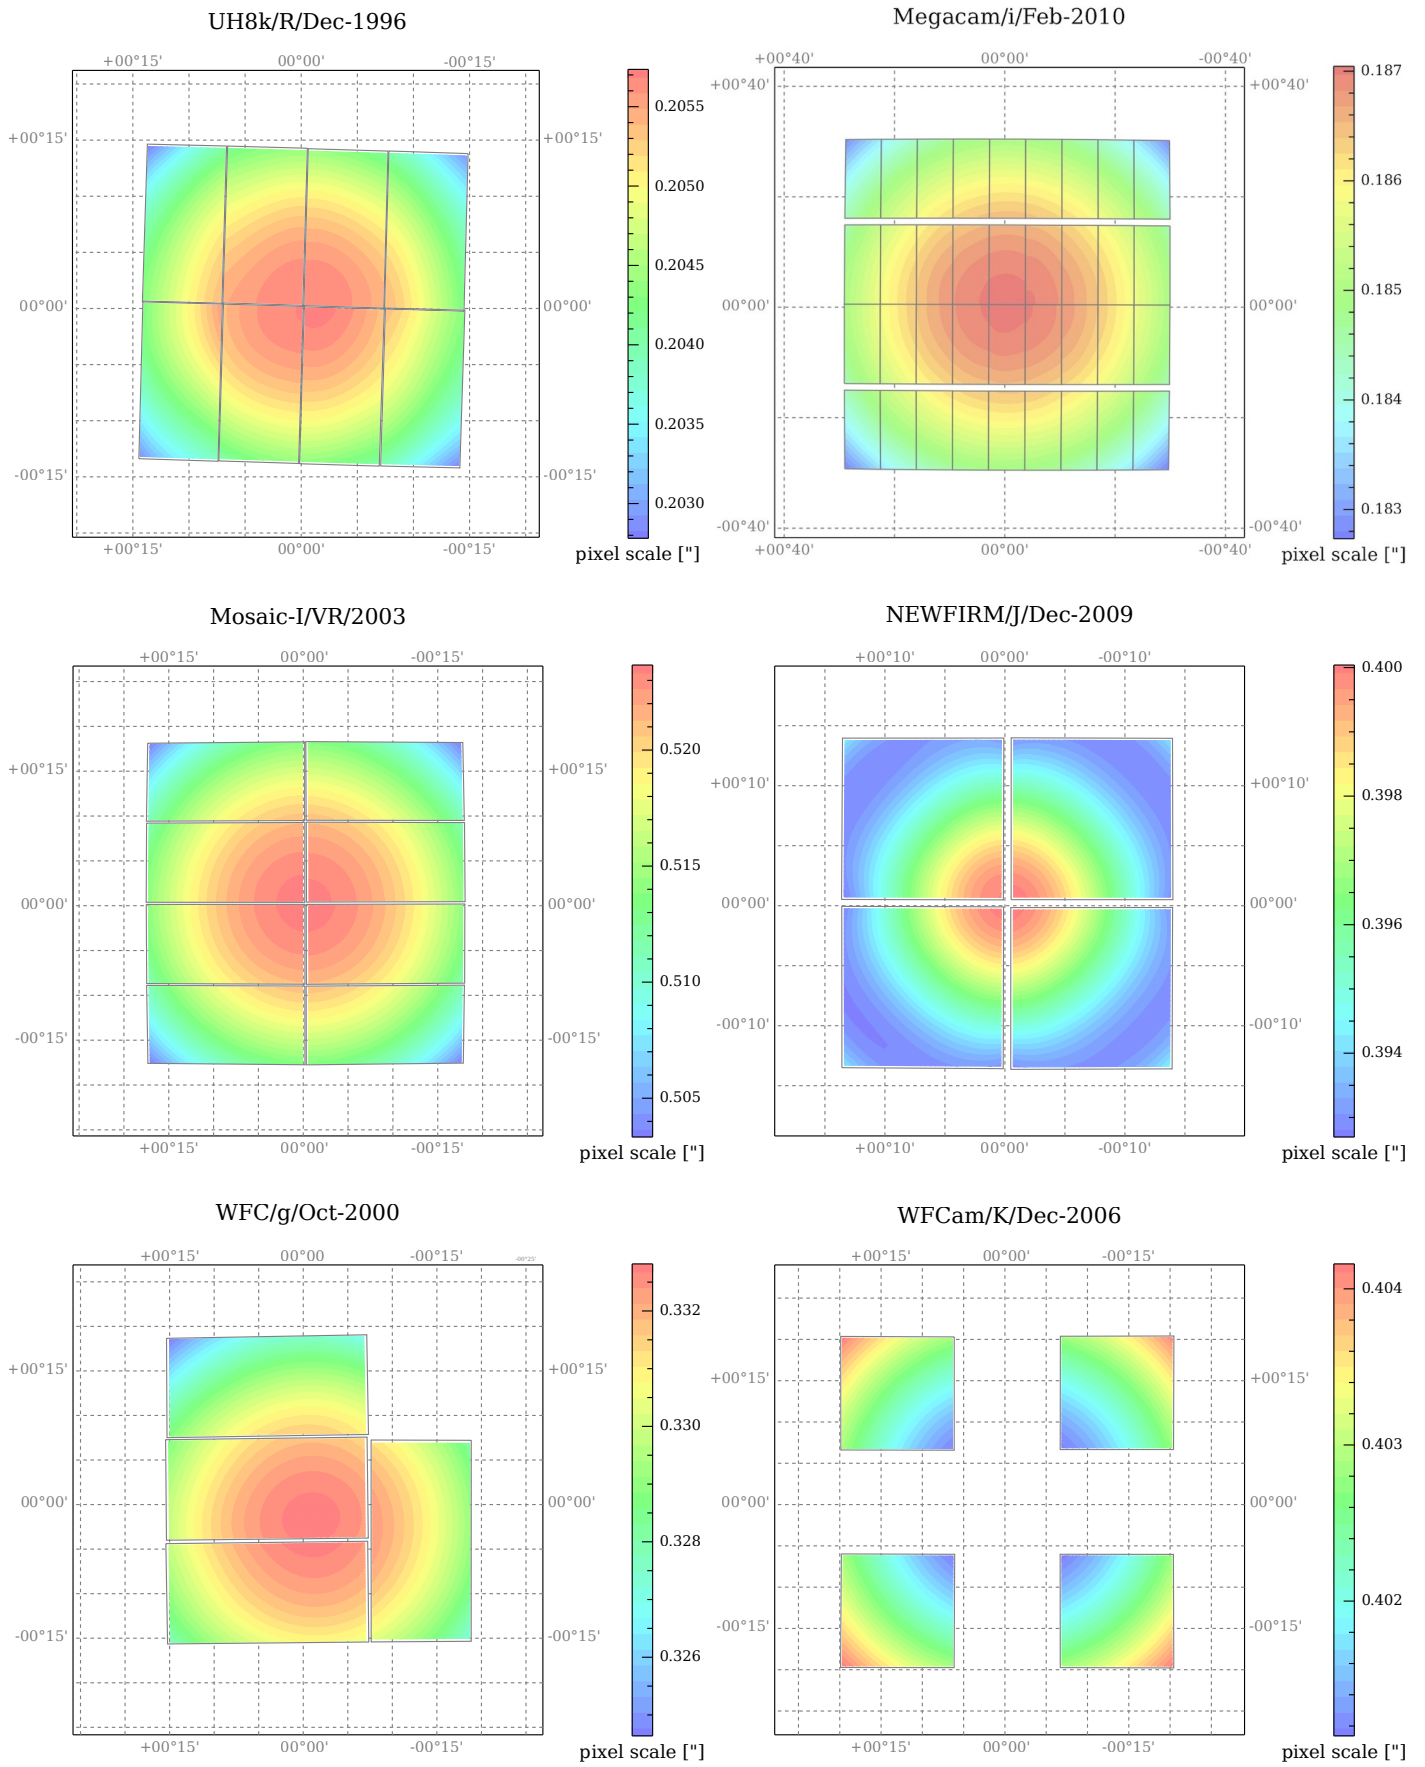 UH8k/R/Dec-1996
+00°15' 00°00' -00°15'
+00°15' +00°15'
00°00' 00°00'
-00°15' -00°15'
+00°15' 00°00' -00°15'
0.2055
0.2050
0.2045
0.2040
0.2035
0.2030
pixel scale ["]
Megacam/i/Feb-2010
+00°40' 00°00' -00°40'
+00°40' +00°40'
00°00' 00°00'
-00°40' -00°40'
+00°40' 00°00' -00°40'
0.187
0.186
0.185
0.184
0.183
pixel scale ["]
Mosaic-I/VR/2003
+00°15' 00°00' -00°15'
+00°15' +00°15'
00°00' 00°00'
-00°15' -00°15'
+00°15' 00°00' -00°15'
0.520
0.515
0.510
0.505
pixel scale ["]
NEWFIRM/J/Dec-2009
+00°10' 00°00' -00°10'
+00°10' +00°10'
00°00' 00°00'
-00°10' -00°10'
+00°10' 00°00' -00°10'
0.400
0.398
0.396
0.394
pixel scale ["]
WFC/g/Oct-2000
+00°15' 00°00' -00°15' -00°25'
+00°15' +00°15'
00°00' 00°00'
-00°15' -00°15'
+00°15' 00°00' -00°15'
0.332
0.330
0.328
0.326
pixel scale ["]
WFCam/K/Dec-2006
+00°15' 00°00' -00°15'
+00°15' +00°15'
00°00' 00°00'
-00°15' -00°15'
+00°15' 00°00' -00°15'
0.404
0.403
0.402
pixel scale ["]